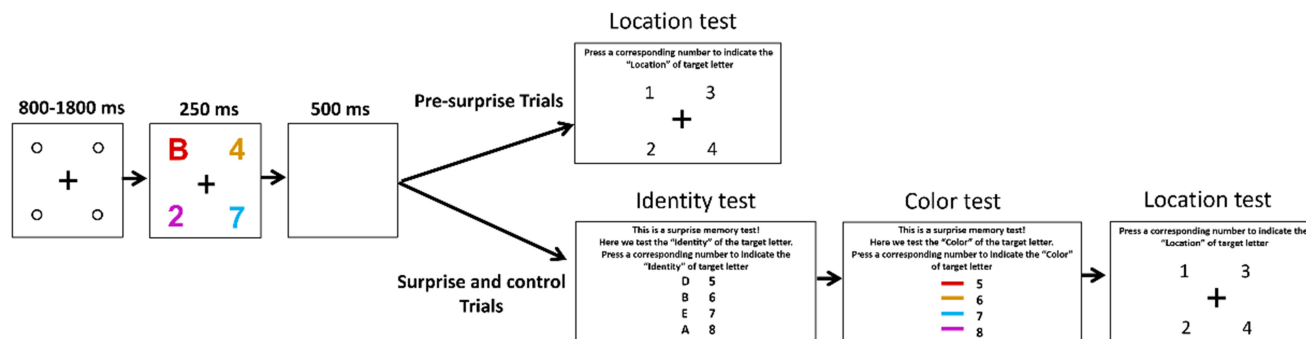 Location test
Press a corresponding number to indicate the
“Location” of target letter
1 3
2 4
800-1800 ms
250 ms
500 ms
Pre-surprise Trials
B 4
2 7
Surprise and control
Trials
Identity test
This is a surprise memory test!
Here we test the “Identity” of the target letter.
Press a corresponding number to indicate the
“Identity” of target letter
D 5
B 6
E 7
A 8
Color test
This is a surprise memory test!
Here we test the “Color” of the target letter.
Press a corresponding number to indicate the “Color”
of target letter
5
6
7
8
Location test
Press a corresponding number to indicate the
“Location” of target letter
1 3
2 4